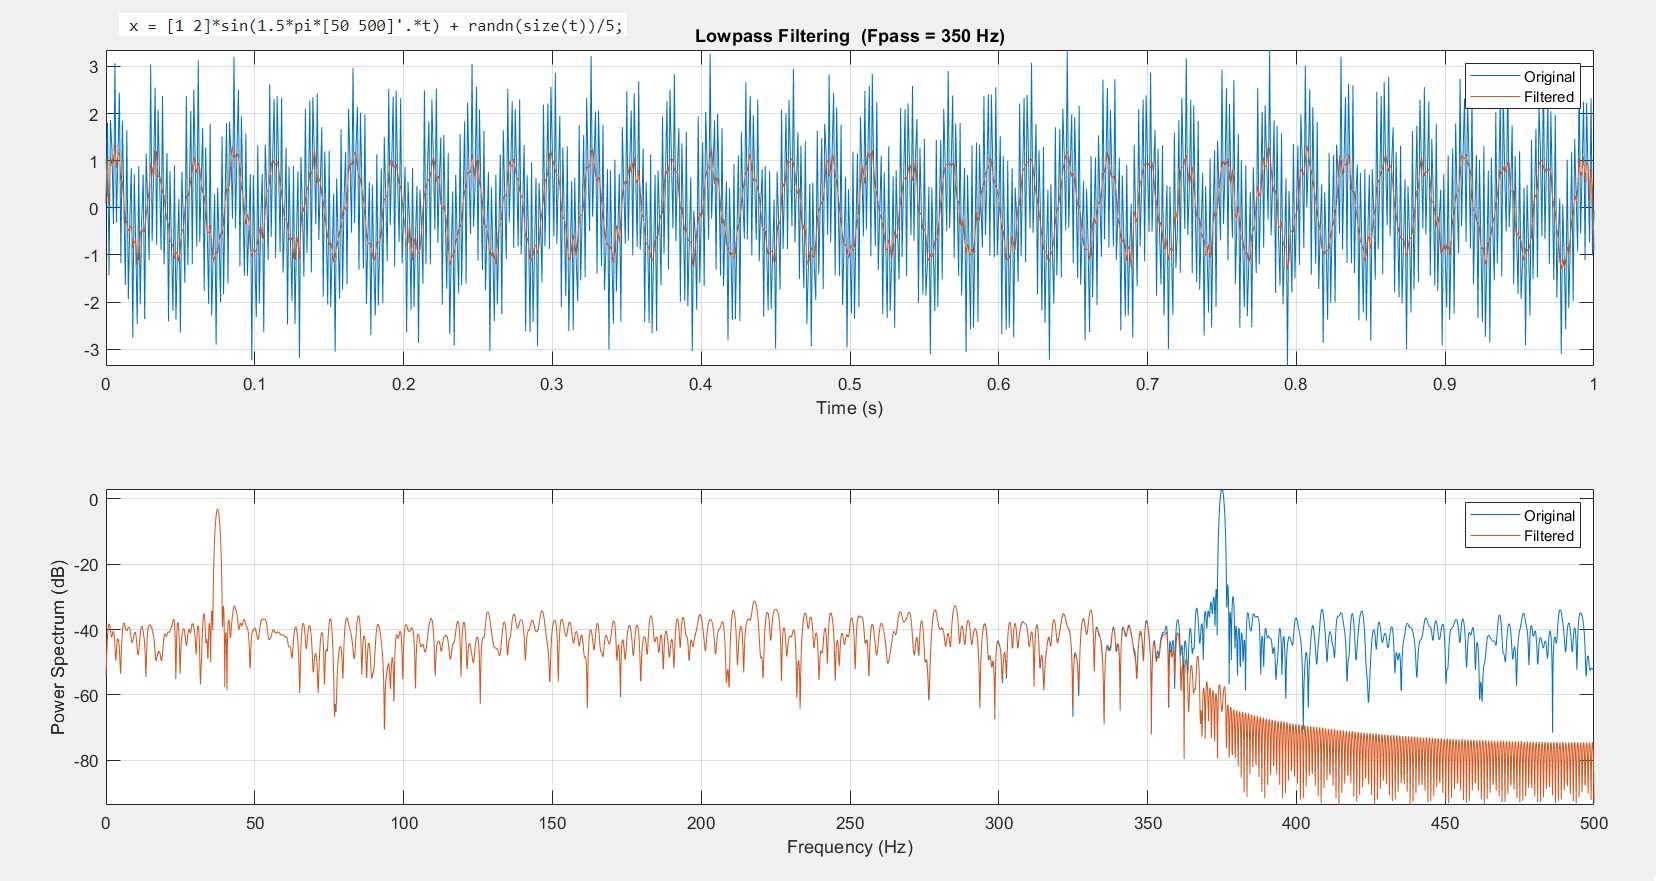 x = [1 2]*sin(1.5*pi*[50 500]'.*t) + randn(size(t))/5;
Lowpass Filtering (Fpass = 350 Hz)
3
2
1
0
-1
-2
-3
Original
Filtered
0 0.1 0.2 0.3 0.4 0.5 0.6 0.7 0.8 0.9 1
Time (s)
Power Spectrum (dB)
0
-20
-40
-60
-80
Original
Filtered
0 50 100 150 200 250 300 350 400 450 500
Frequency (Hz)